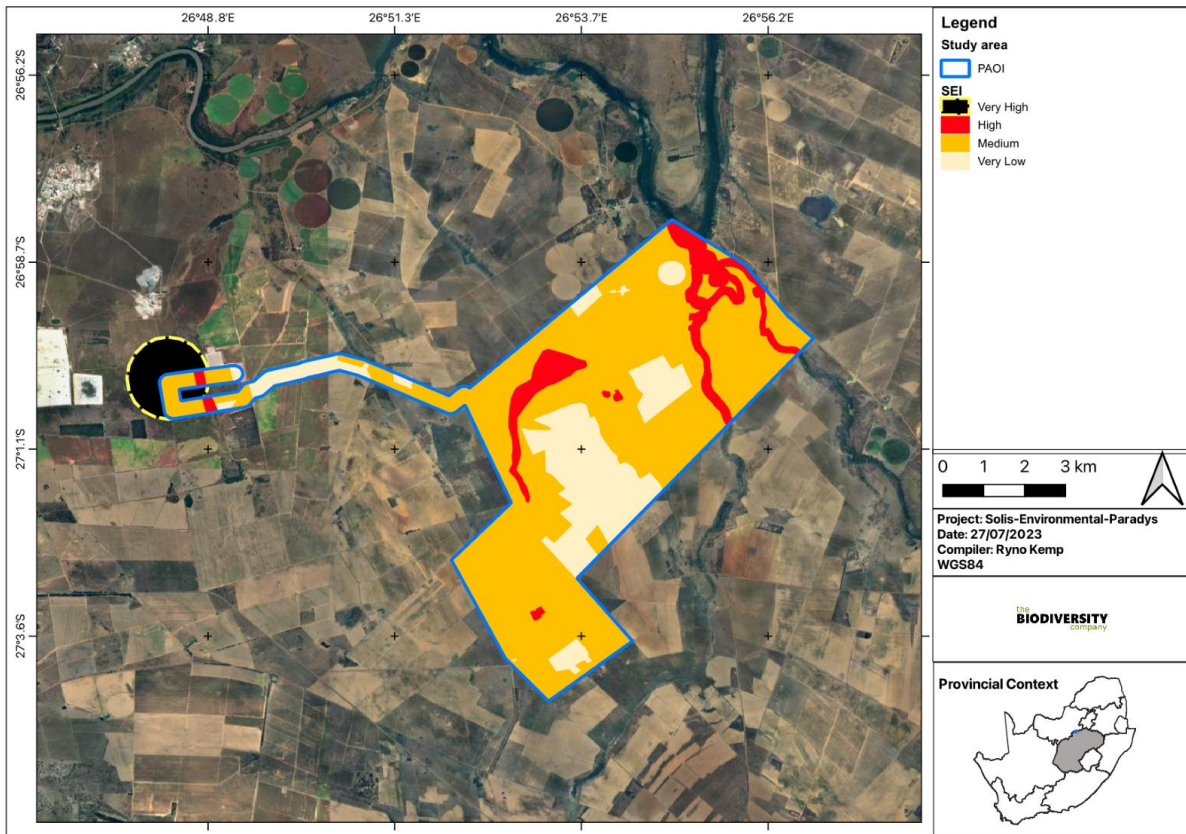 26°48.8'E
26°51.3'E
26°53.7'E
26°56.2'E
26°56.2'S
26°58.7'S
27°1.1'S
27°3.6'S
Legend
Study area
PAOI
SEI
Very High
High
Medium
Very Low
0 1 2 3 km
Project: Solis-Environmental-Paradys
Date: 27/07/2023
Compiler: Ryno Kemp
WGS84
the
BIODIVERSITY
company
Provincial Context